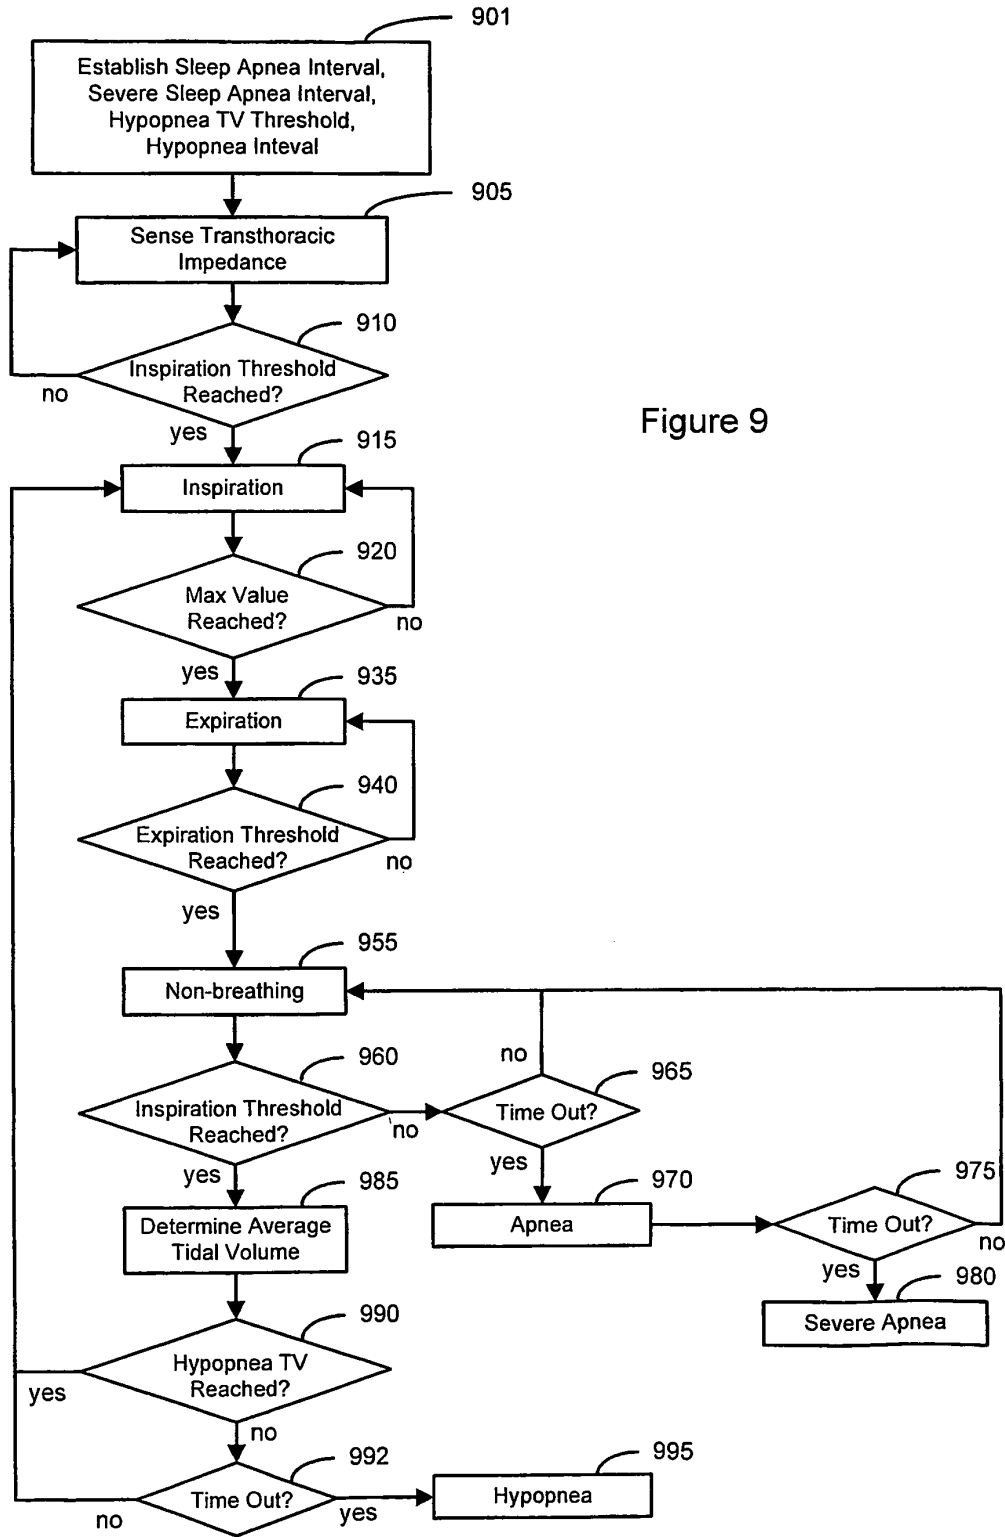 901
Establish Sleep Apnea Interval,
Severe Sleep Apnea Interval,
Hypopnea TV Threshold,
Hypopnea Inteval
905
Sense Transthoracic
Impedance
910
Inspiration Threshold
Reached?
no
yes
Figure 9
915
Inspiration
920
Max Value
Reached?
no
yes
935
Expiration
940
Expiration Threshold
Reached?
no
yes
955
Non-breathing
960
Inspiration Threshold
Reached?
no
yes
965
Time Out?
no
yes
970
Apnea
975
Time Out?
no
yes
980
Severe Apnea
985
Determine Average
Tidal Volume
990
Hypopnea TV
Reached?
yes
no
992
Time Out?
no
yes
995
Hypopnea